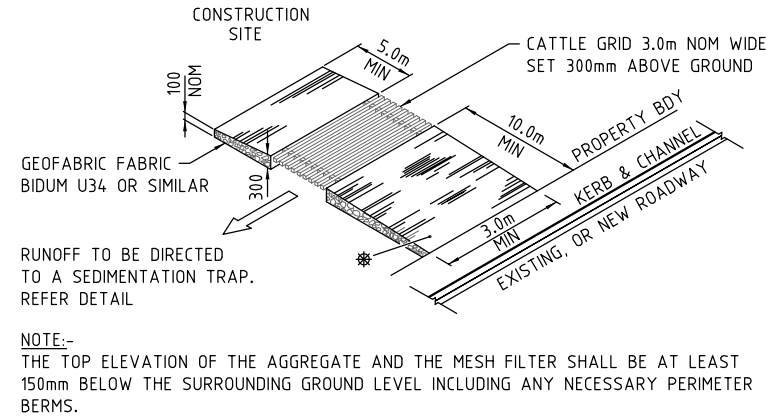 CONSTRUCTION
SITE
5.0m
MIN
CATTLE GRID 3.0m NOM WIDE
SET 300mm ABOVE GROUND
100
NOM
10.0m
MIN
PROPERTY BDY
GEOFABRIC FABRIC
BIDUM U34 OR SIMILAR
300
KERB & CHANNEL
3.0m
MIN
EXISTING, OR NEW ROADWAY
RUNOFF TO BE DIRECTED
TO A SEDIMENTATION TRAP.
REFER DETAIL
NOTE:-
THE TOP ELEVATION OF THE AGGREGATE AND THE MESH FILTER SHALL BE AT LEAST
150mm BELOW THE SURROUNDING GROUND LEVEL INCLUDING ANY NECESSARY PERIMETER
BERMS.